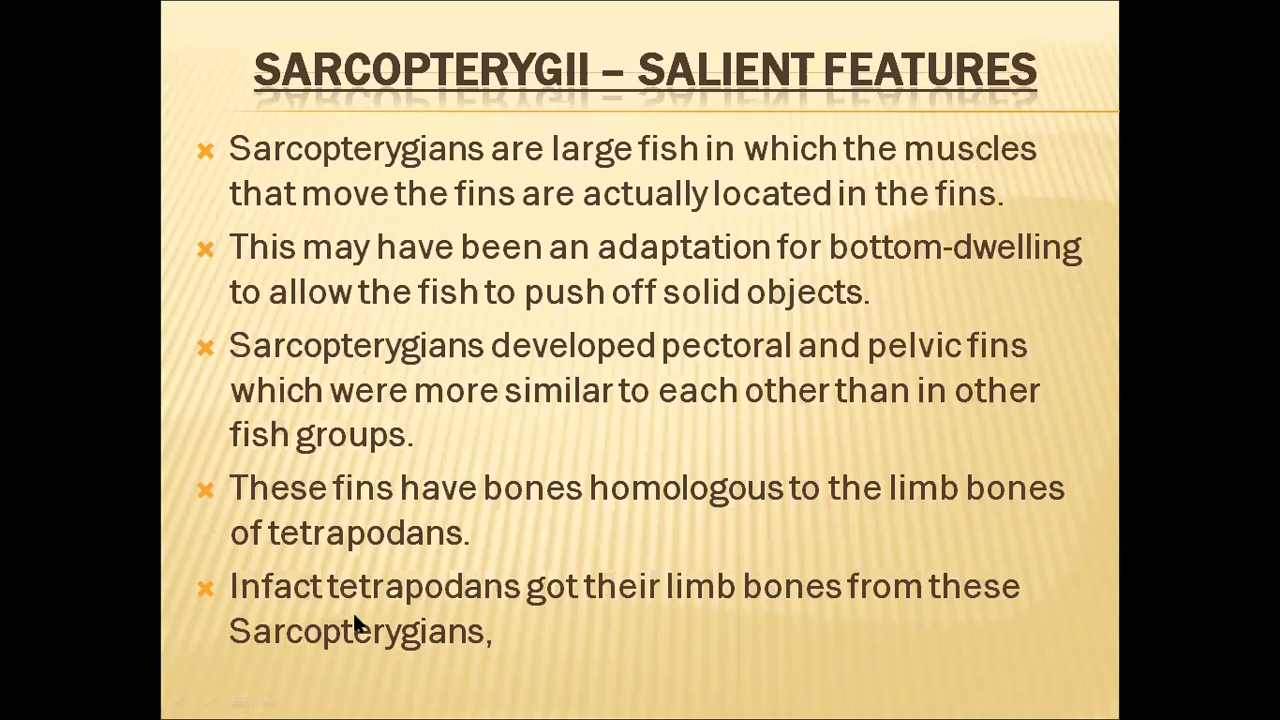 SARCOPTERYGII – SALIENT FEATURES
Sarcopterygians are large fish in which the muscles
that move the fins are actually located in the fins.
This may have been an adaptation for bottom-dwelling
to allow the fish to push off solid objects.
Sarcopterygians developed pectoral and pelvic fins
which were more similar to each other than in other
fish groups.
These fins have bones homologous to the limb bones
of tetrapodans.
Infact tetrapodans got their limb bones from these
Sarcopterygians,